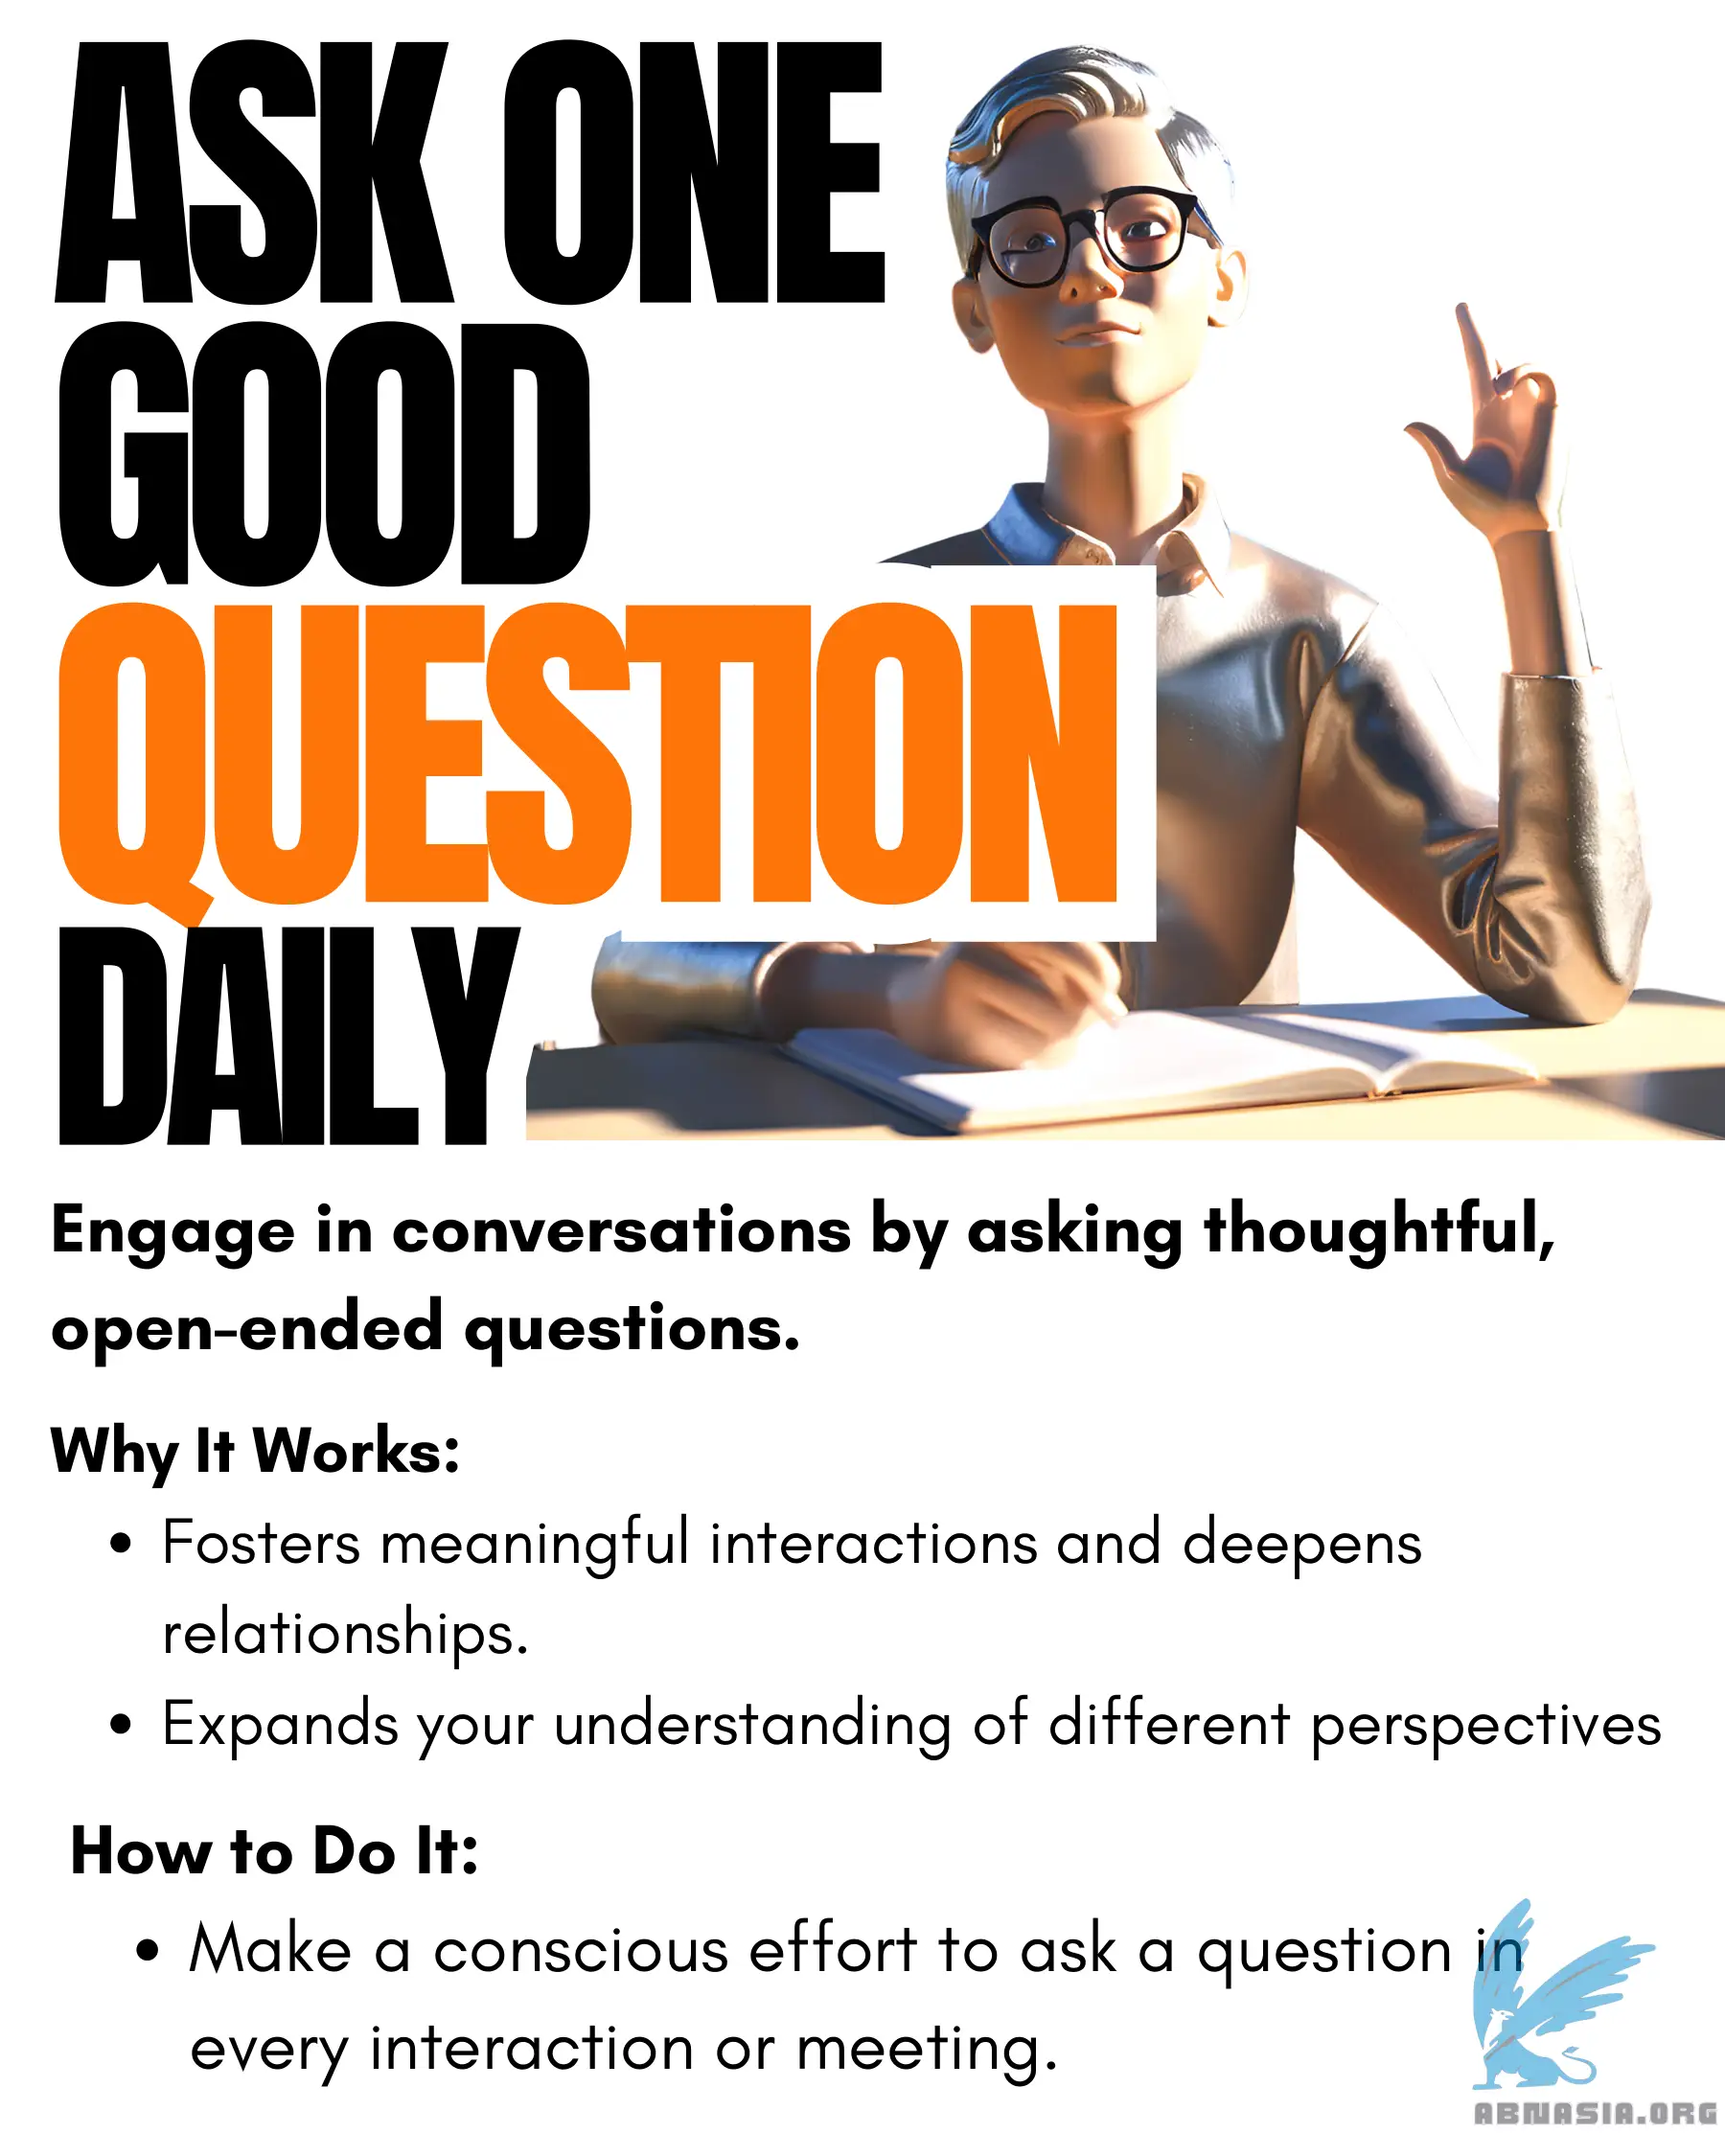 ASK ONE
GOOD
QUESTION
DAILY
Engage in conversations by asking thoughtful,
open-ended questions.
Why It Works:
• Fosters meaningful interactions and deepens
relationships.
• Expands your understanding of different perspectives
How to Do It:
• Make a conscious effort to ask a question in
every interaction or meeting.
ABNASIA.ORG